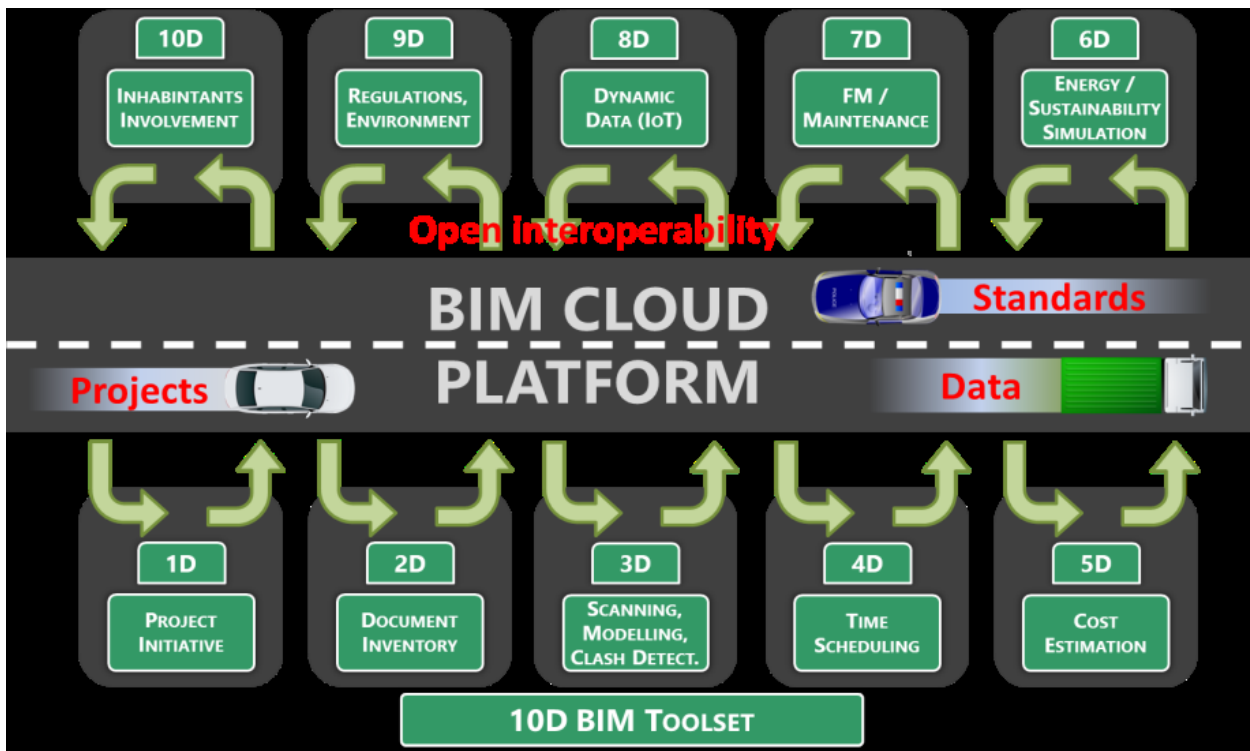 10D
9D
8D
7D
6D
INHABINTANTS
INVOLVEMENT
REGULATIONS,
ENVIRONMENT
DYNAMIC
DATA (IOT)
FM /
MAINTENANCE
ENERGY /
SUSTAINABILITY
SIMULATION
Open interoperability
BIM CLOUD
PLATFORM
POLICE
Standards
Projects
Data
1D
2D
3D
4D
5D
PROJECT
INITIATIVE
DOCUMENT
INVENTORY
SCANNING,
MODELLING,
CLASH DETECT.
TIME
SCHEDULING
COST
ESTIMATION
10D BIM TOOLSET